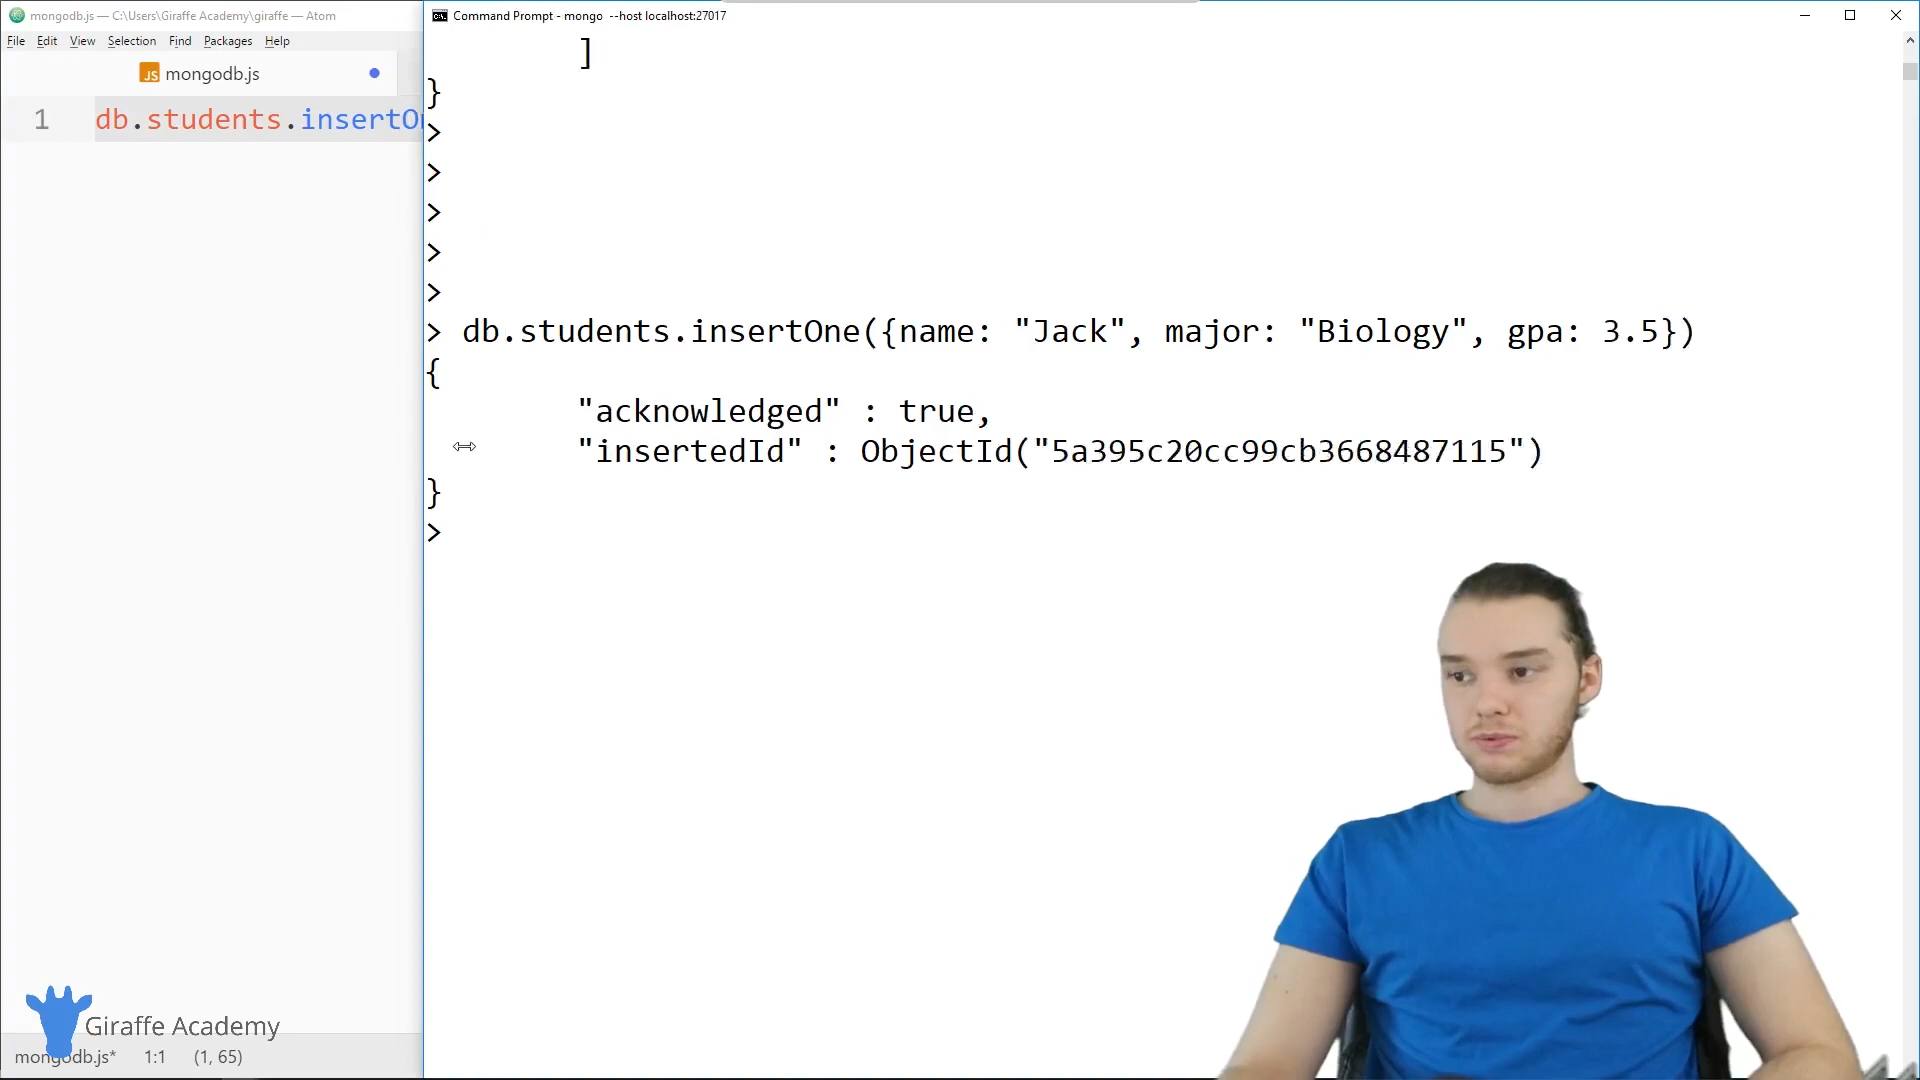 mongodb.js — C:\Users\Giraffe Academy\giraffe — Atom
File Edit View Selection Find Packages Help
JS mongodb.js
1 db.students.insertO
Command Prompt - mongo --host localhost:27017
]
}
>
>
>
>
>
> db.students.insertOne({name: "Jack", major: "Biology", gpa: 3.5})
{
"acknowledged" : true,
"insertedId" : ObjectId("5a395c20cc99cb3668487115")
}
>
Giraffe Academy
mongodb.js* 1:1 (1, 65)